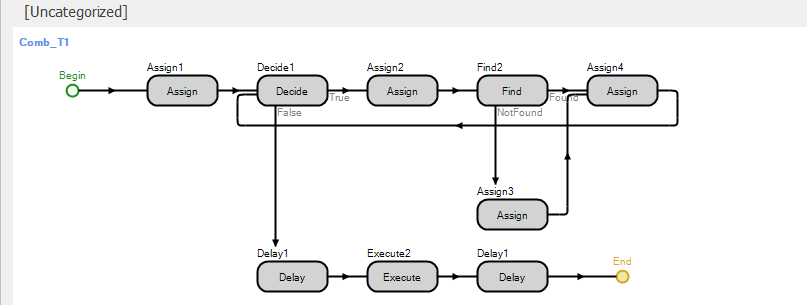 [Uncategorized]
Comb_T1
Begin
Assign1
Assign
Decide1
Decide
True
False
Assign2
Assign
Find2
Find
Found
NotFound
Assign4
Assign
Assign3
Assign
Delay1
Delay
Execute2
Execute
Delay1
Delay
End